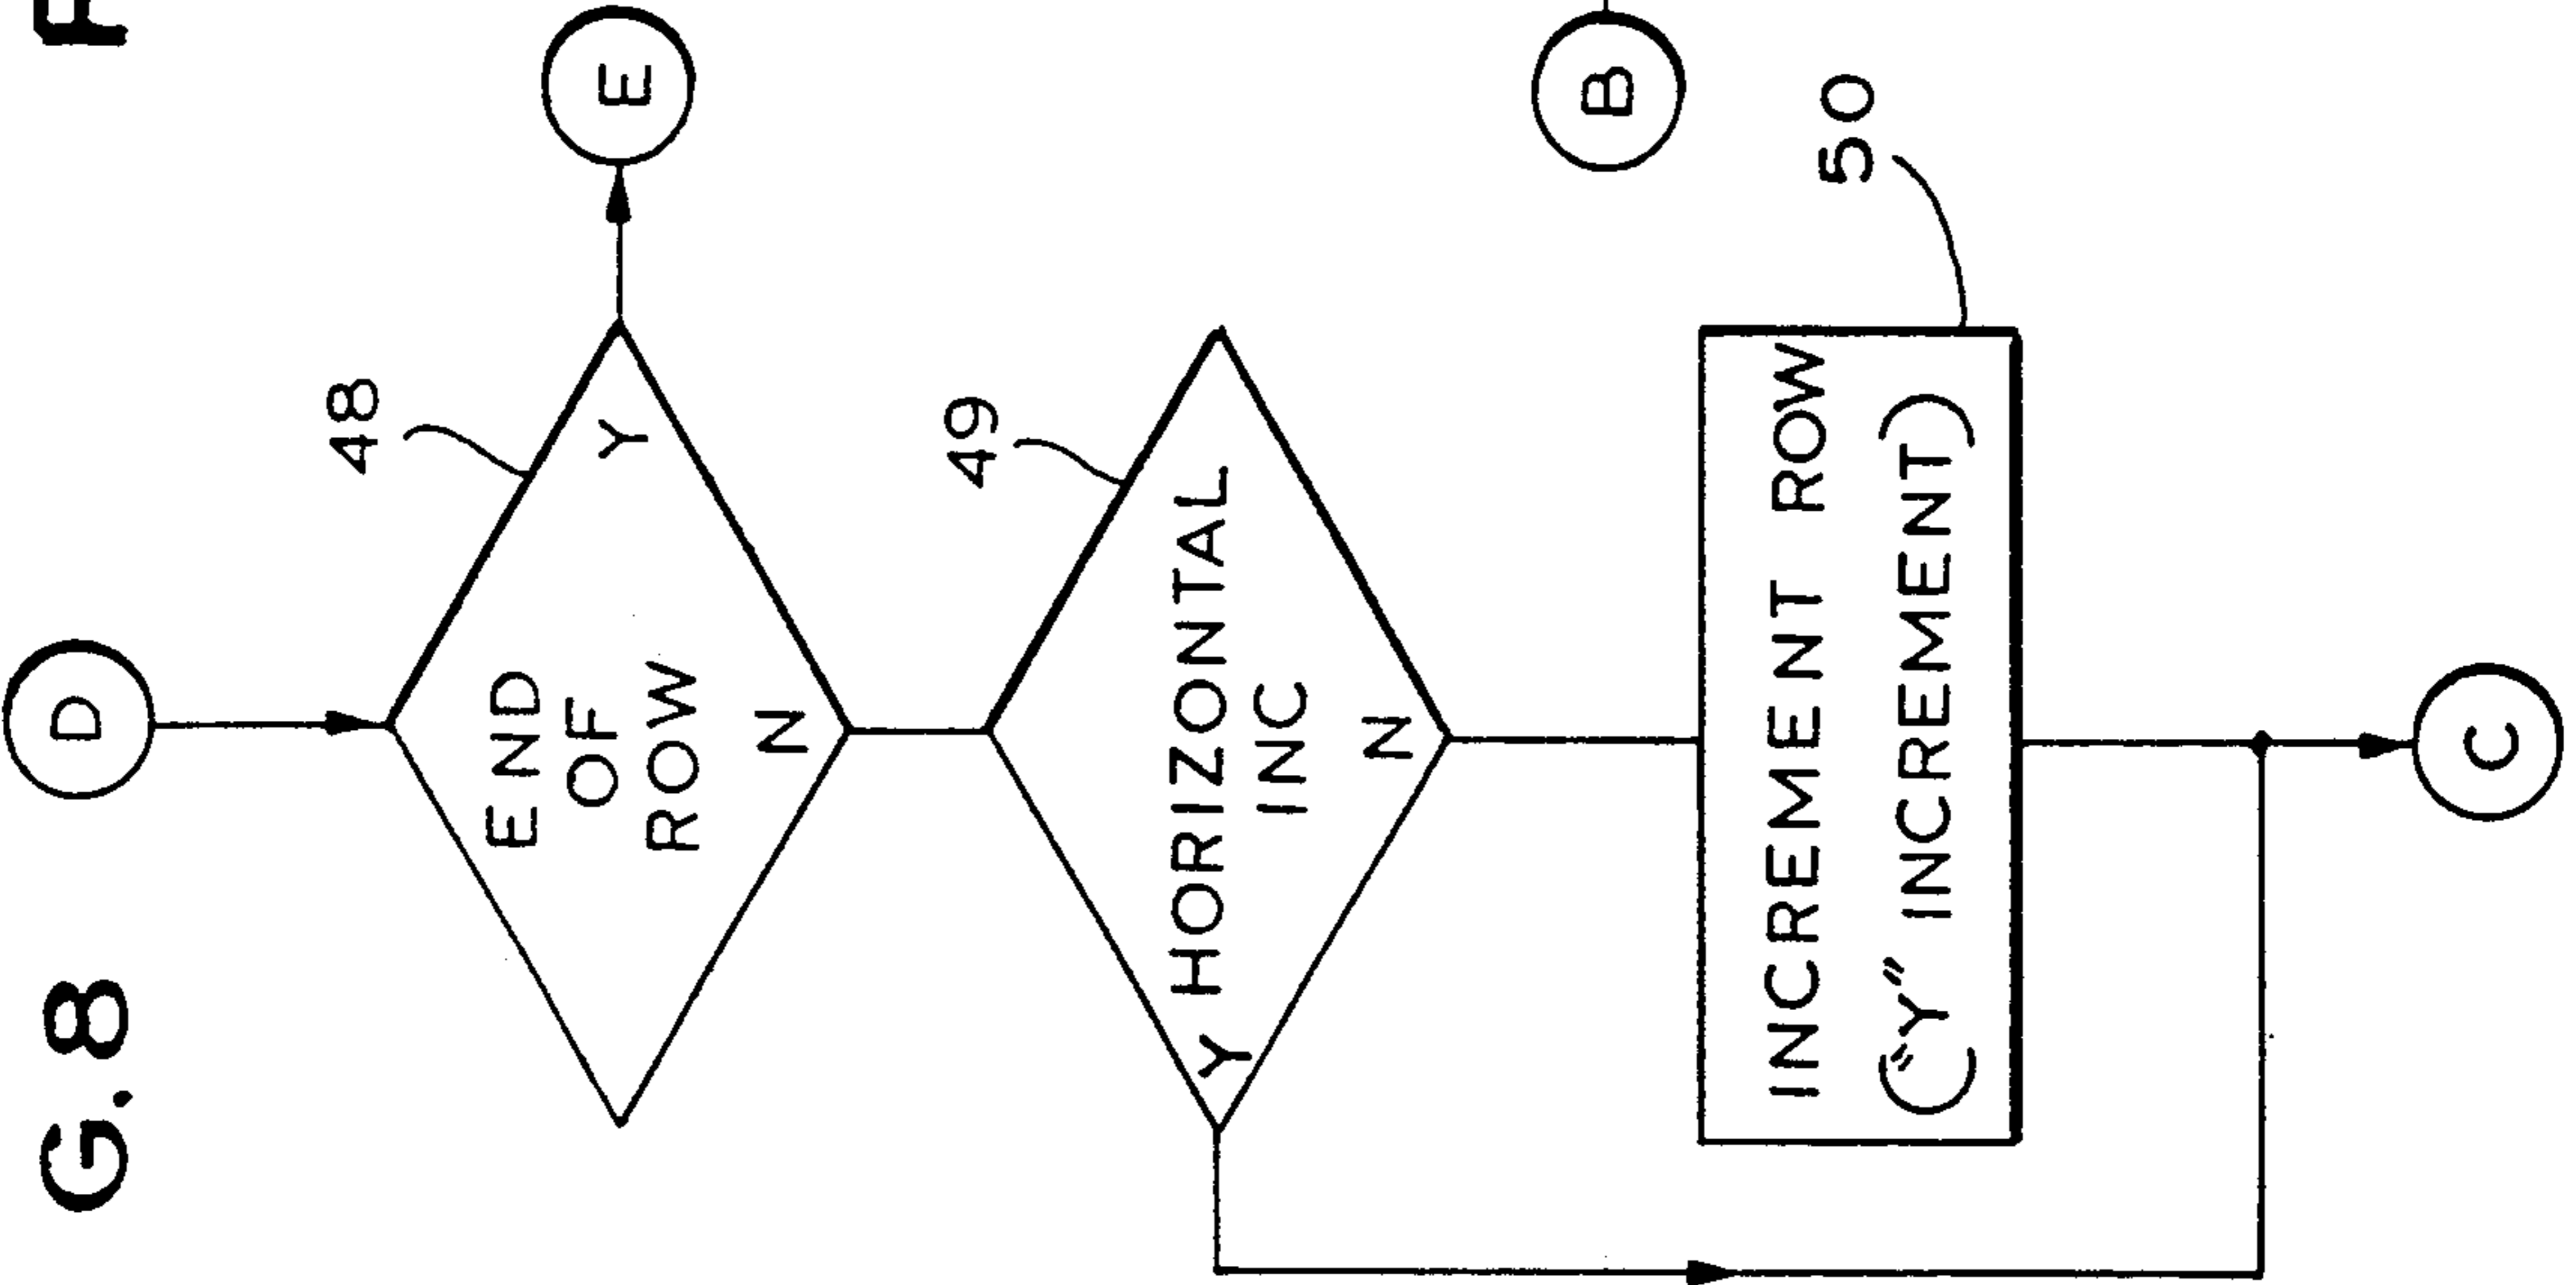 G.8
D
48
END
OF
ROW
Y
N
E
49
Y HORIZONTAL
INC
N
B
50
INCREMENT ROW
("Y" INCREMENT)
C